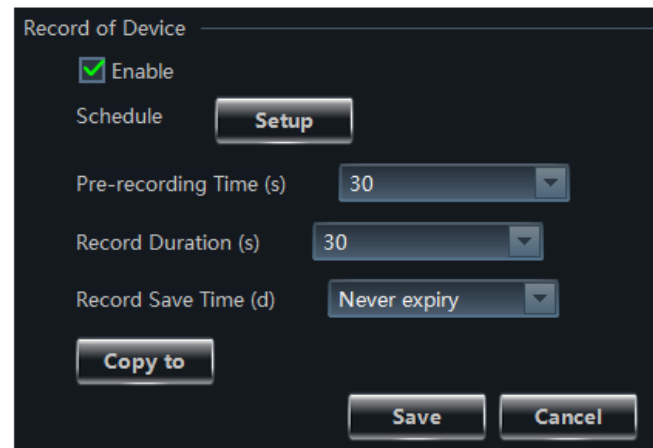 Record of Device
Enable
Schedule Setup
Pre-recording Time (s) 30
Record Duration (s) 30
Record Save Time (d) Never expiry
Copy to
Save Cancel